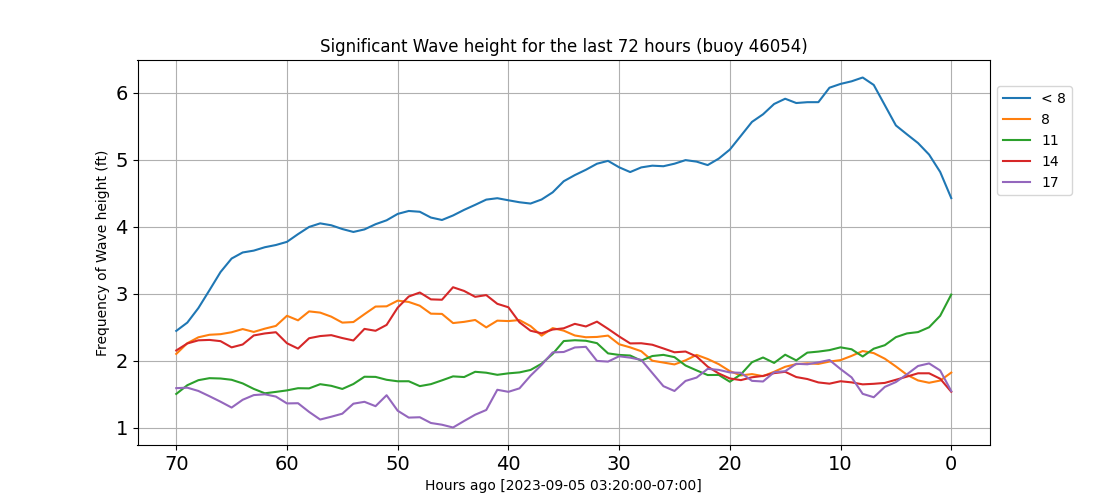 Significant Wave height for the last 72 hours (buoy 46054)
Frequency of Wave height (ft)
6
5
4
3
2
1
70 60 50 40 30 20 10 0
Hours ago [2023-09-05 03:20:00-07:00]
< 8
8
11
14
17